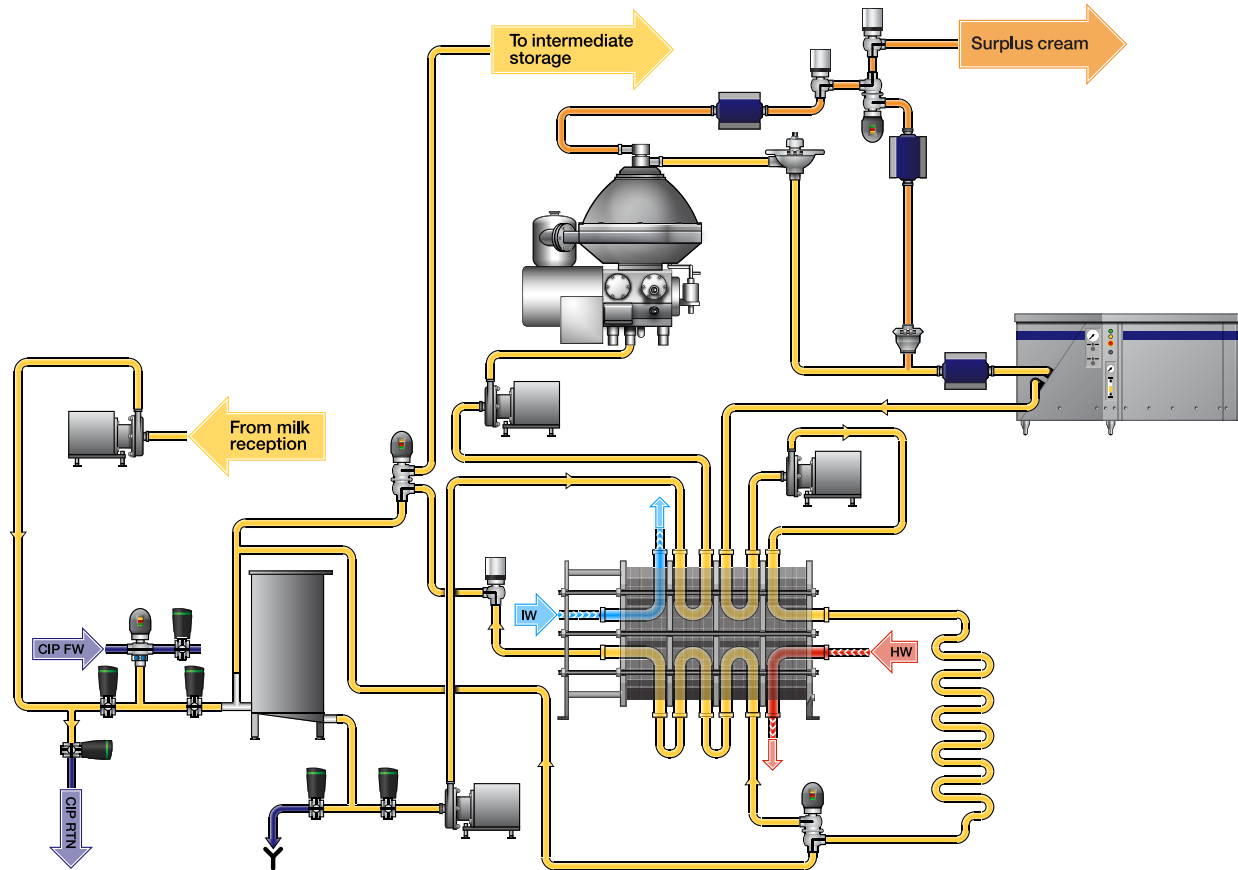 To intermediate
storage
Surplus cream
From milk
reception
IW
CIP FW
HW
CIP RTN
Y